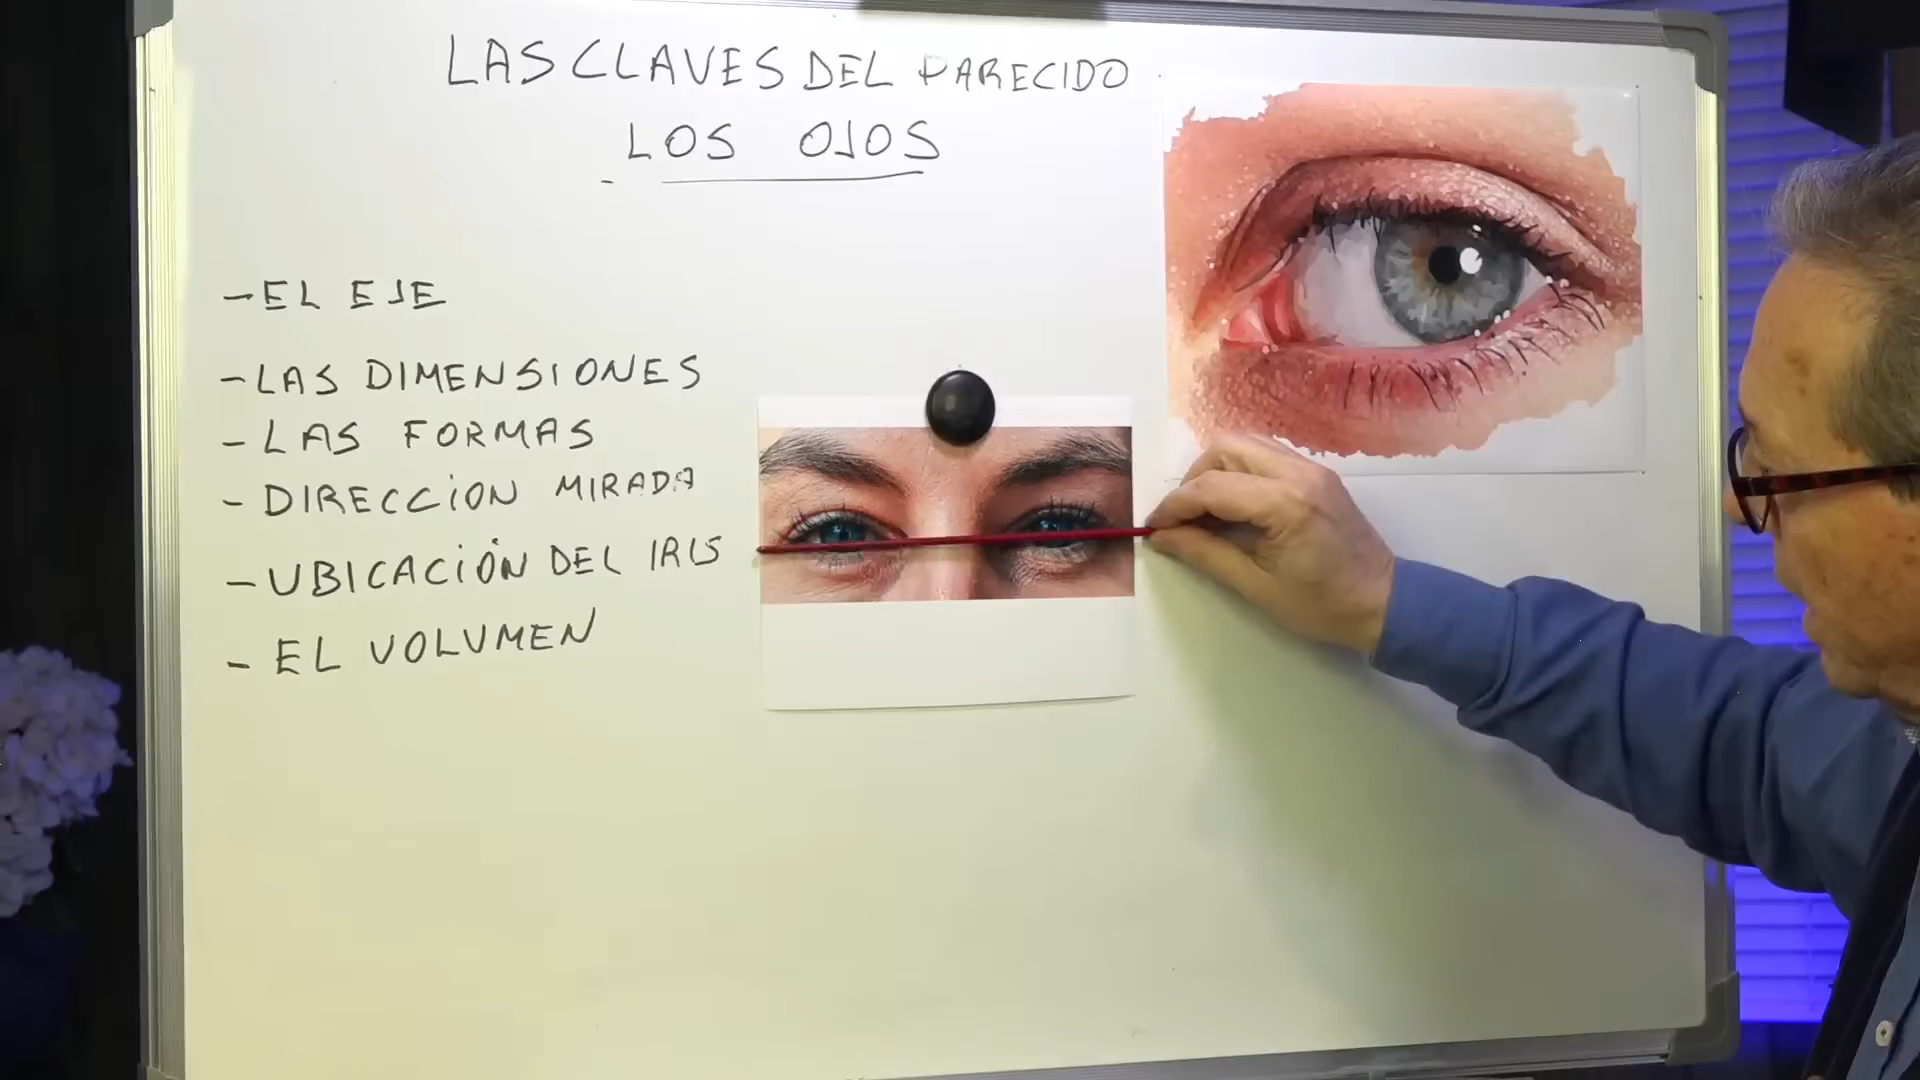 LAS CLAVES DEL PARECIDO
LOS OJOS
- EL EJE
- LAS DIMENSIONES
- LAS FORMAS
- DIRECCION MIRADA
- UBICACIÓN DEL IRIS
- EL VOLUMEN